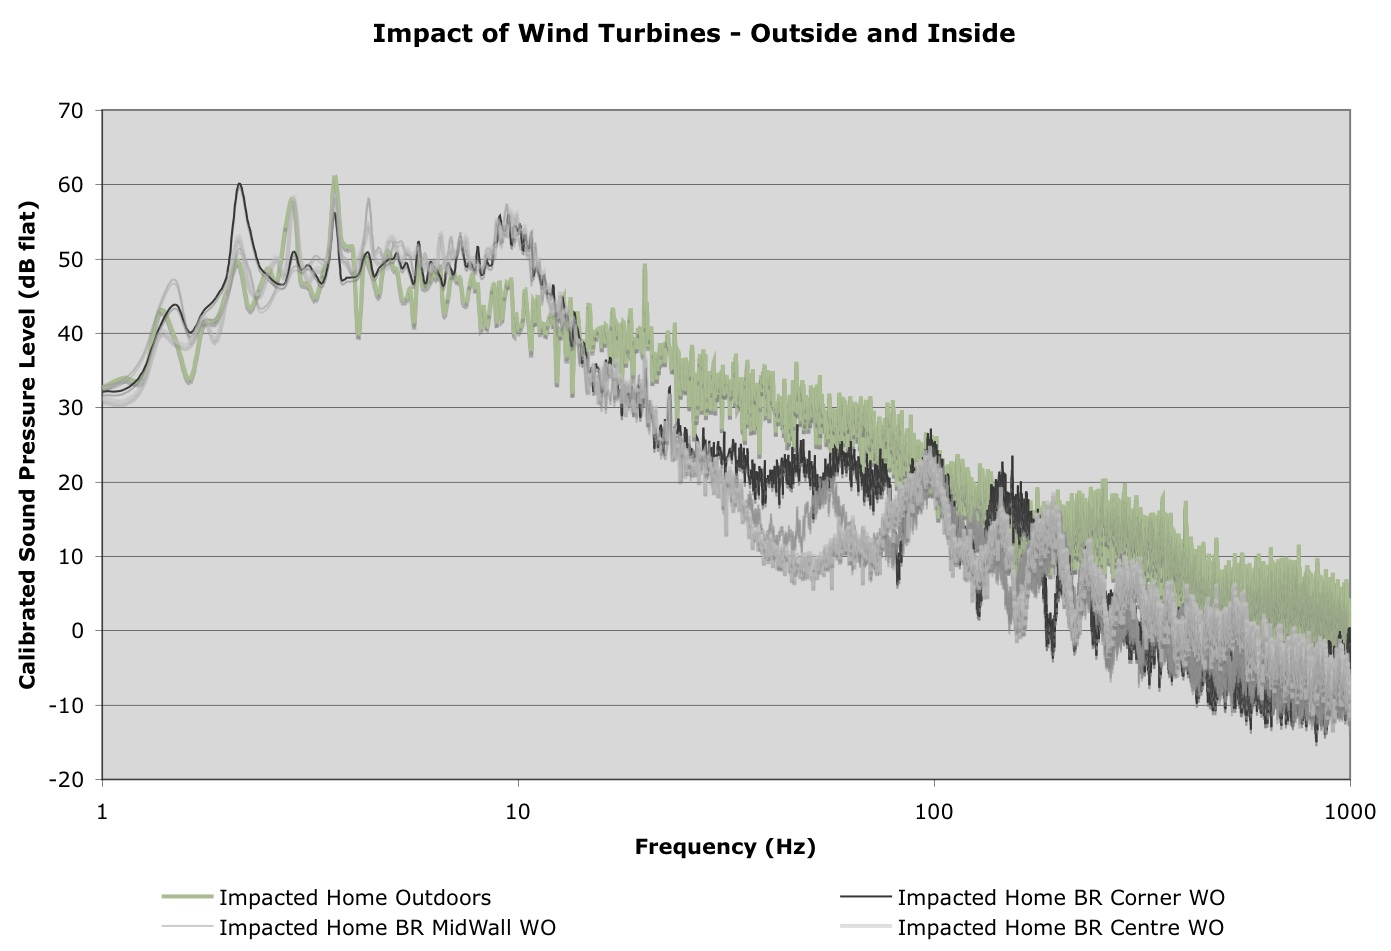 Impact of Wind Turbines - Outside and Inside
70
60
50
40
30
20
10
0
-10
-20
Calibrated Sound Pressure Level (dB flat)
1 10 100 1000
Frequency (Hz)
Impacted Home Outdoors
Impacted Home BR Corner WO
Impacted Home BR MidWall WO
Impacted Home BR Centre WO